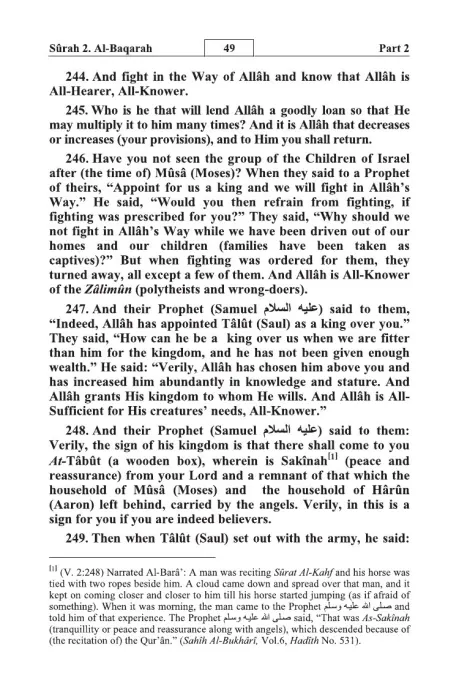 Sûrah 2. Al-Baqarah 49 Part 2
244. And fight in the Way of Allâh and know that Allâh is
All-Hearer, All-Knower.
245. Who is he that will lend Allâh a goodly loan so that He
may multiply it to him many times? And it is Allâh that decreases
or increases (your provisions), and to Him you shall return.
246. Have you not seen the group of the Children of Israel
after (the time of) Mûsâ (Moses)? When they said to a Prophet
of theirs, “Appoint for us a king and we will fight in Allâh’s
Way.” He said, “Would you then refrain from fighting, if
fighting was prescribed for you?” They said, “Why should we
not fight in Allâh’s Way while we have been driven out of our
homes and our children (families have been taken as
captives)?” But when fighting was ordered for them, they
turned away, all except a few of them. And Allâh is All-Knower
of the Zâlimûn (polytheists and wrong-doers).
247. And their Prophet (Samuel عليه السلام) said to them,
“Indeed, Allâh has appointed Tâlût (Saul) as a king over you.”
They said, “How can he be a king over us when we are fitter
than him for the kingdom, and he has not been given enough
wealth.” He said: “Verily, Allâh has chosen him above you and
has increased him abundantly in knowledge and stature. And
Allâh grants His kingdom to whom He wills. And Allâh is All-
Sufficient for His creatures’ needs, All-Knower.”
248. And their Prophet (Samuel عليه السلام) said to them:
Verily, the sign of his kingdom is that there shall come to you
At-Tâbût (a wooden box), wherein is Sakînah[1] (peace and
reassurance) from your Lord and a remnant of that which the
household of Mûsâ (Moses) and the household of Hârûn
(Aaron) left behind, carried by the angels. Verily, in this is a
sign for you if you are indeed believers.
249. Then when Tâlût (Saul) set out with the army, he said:
[1] (V. 2:248) Narrated Al-Barâ’: A man was reciting Sûrat Al-Kahf and his horse was
tied with two ropes beside him. A cloud came down and spread over that man, and it
kept on coming closer and closer to him till his horse started jumping (as if afraid of
something). When it was morning, the man came to the Prophet صلى الله عليه وسلم and
told him of that experience. The Prophet صلى الله عليه وسلم said, “That was As-Sakînah
(tranquillity or peace and reassurance along with angels), which descended because of
(the recitation of) the Qur’ân.” (Sahîh Al-Bukhârî, Vol.6, Hadîth No. 531).